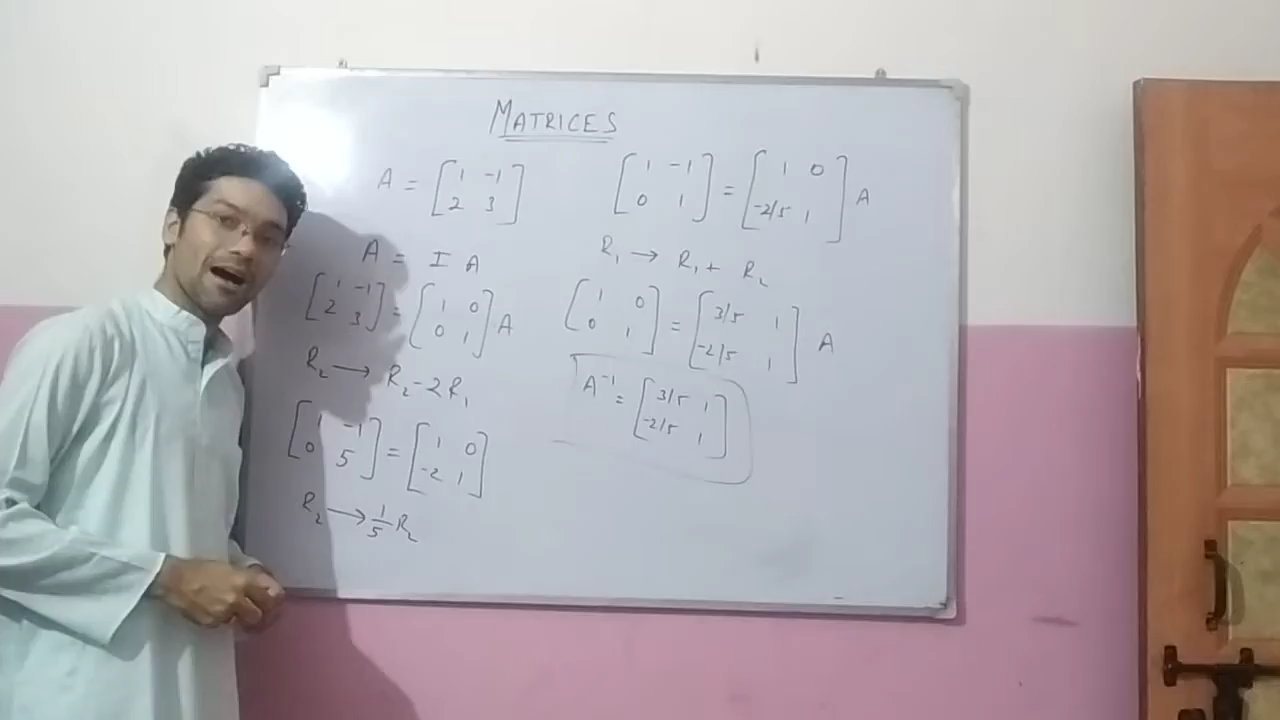 MATRICES
A = [1 -1
2 3]
A = I A
[1 -1
2 3] = [1 0
0 1] A
R₂ → R₂ - 2R₁
[1 -1
0 5] = [1 0
-2 1]
R₂ → 1/5 R₂
[1 -1
0 1] = [1 0
-2/5 1] A
R₁ → R₁ + R₂
[1 0
0 1] = [3/5 1
-2/5 1] A
A⁻¹ = [3/5 1
-2/5 1]